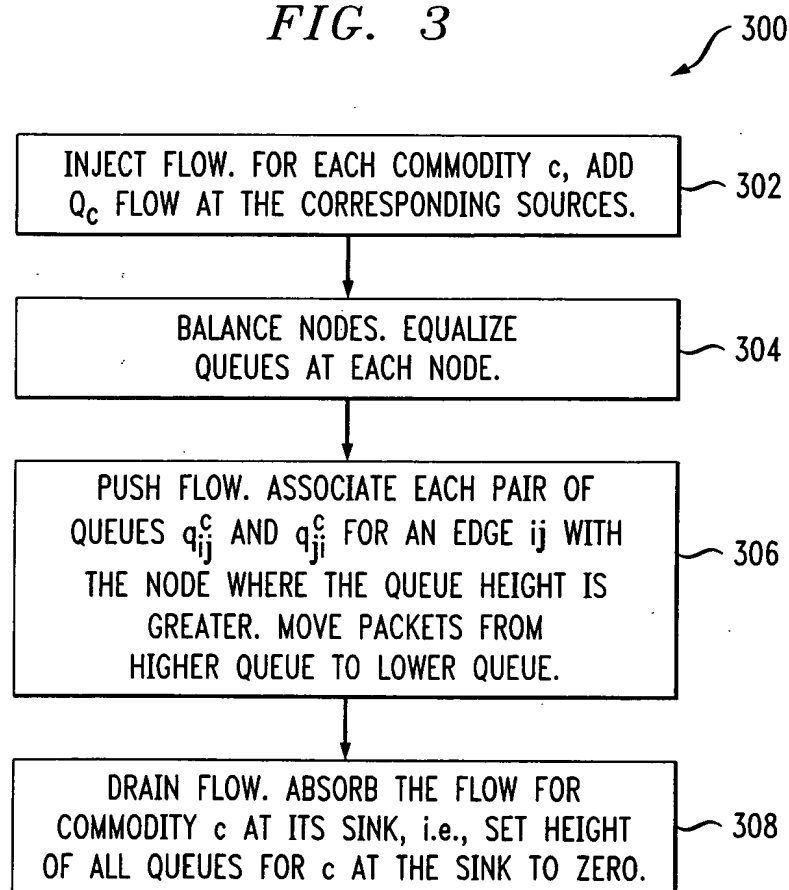 FIG. 3
300
INJECT FLOW. FOR EACH COMMODITY c, ADD
Qc FLOW AT THE CORRESPONDING SOURCES.
302
BALANCE NODES. EQUALIZE
QUEUES AT EACH NODE.
304
PUSH FLOW. ASSOCIATE EACH PAIR OF
QUEUES q^c_ij AND q^c_ji FOR AN EDGE ij WITH
THE NODE WHERE THE QUEUE HEIGHT IS
GREATER. MOVE PACKETS FROM
HIGHER QUEUE TO LOWER QUEUE.
306
DRAIN FLOW. ABSORB THE FLOW FOR
COMMODITY c AT ITS SINK, i.e., SET HEIGHT
OF ALL QUEUES FOR c AT THE SINK TO ZERO.
308